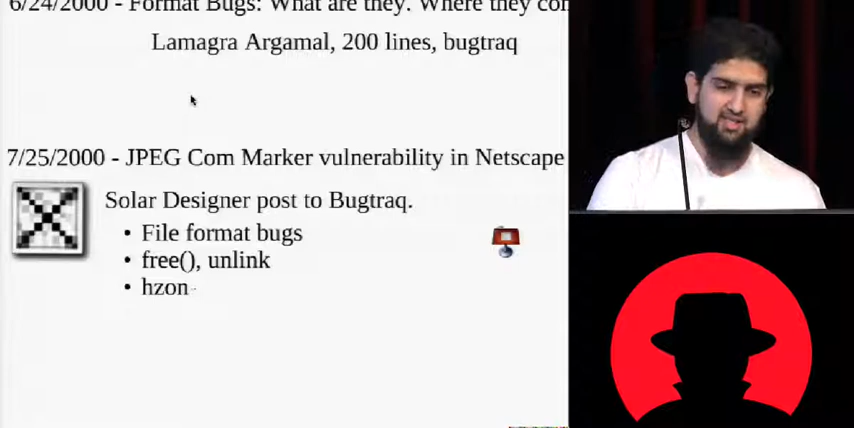 6/24/2000 - Format Bugs: What are they. Where they con
Lamagra Argamal, 200 lines, bugtraq
7/25/2000 - JPEG Com Marker vulnerability in Netscape
Solar Designer post to Bugtraq.
• File format bugs
• free(), unlink
• hzon